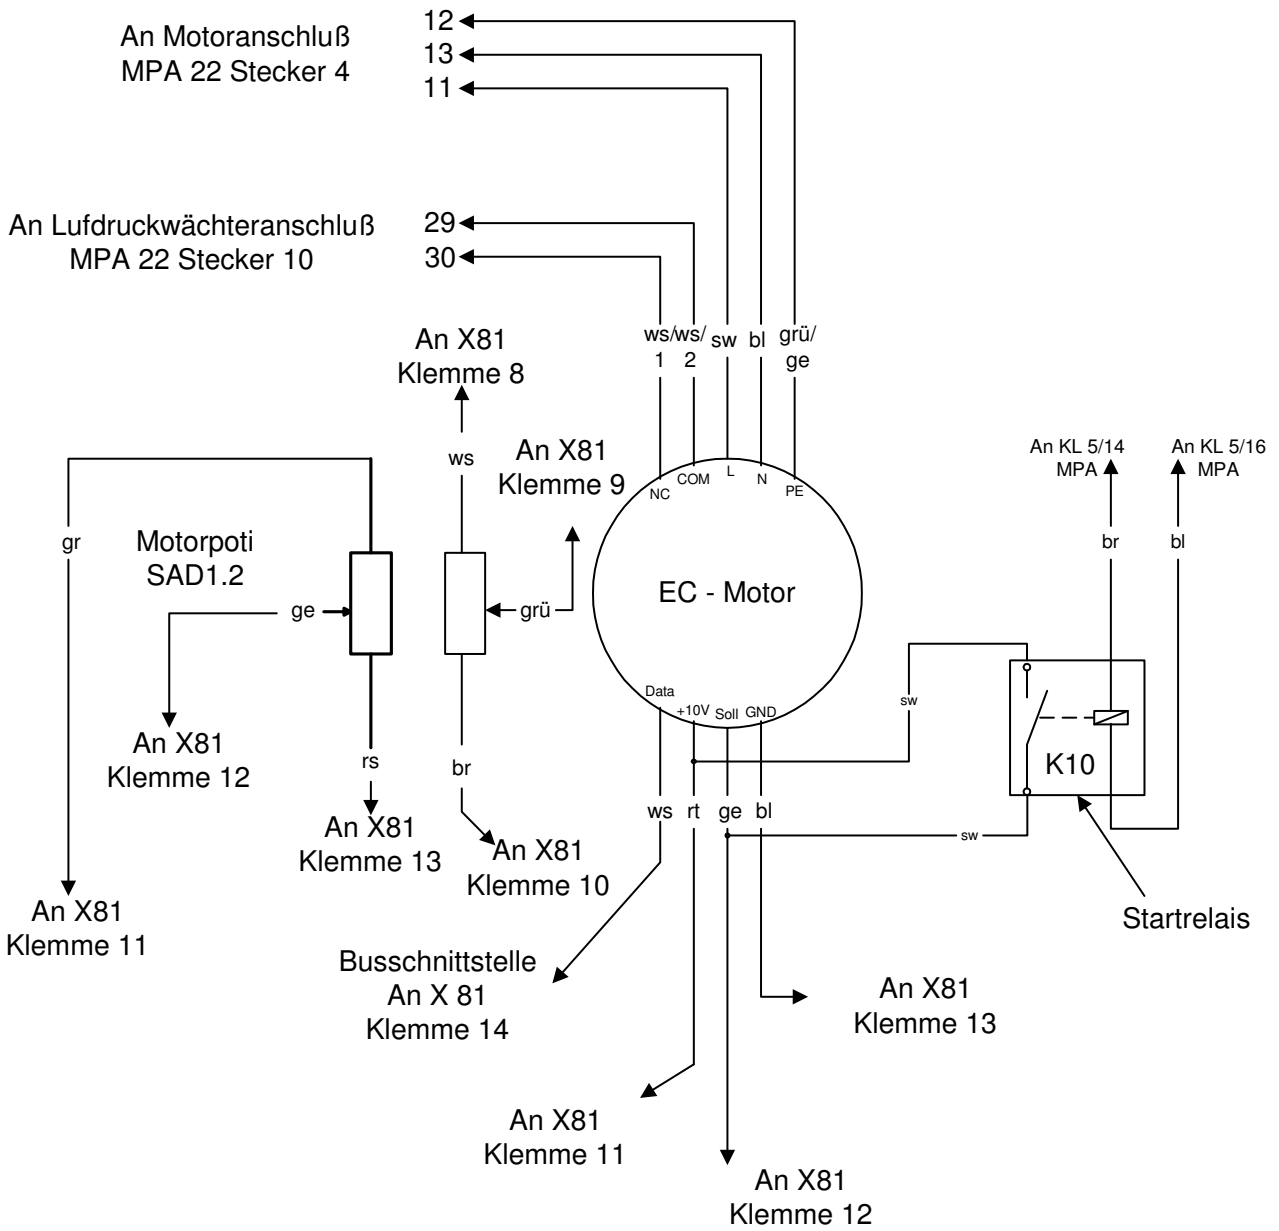 An Motoranschluß
MPA 22 Stecker 4
12
13
11
An Lufdruckwächteranschluß
MPA 22 Stecker 10
29
30
ws/
1
ws/
2
sw
bl
grü/
ge
An X81
Klemme 8
ws
An X81
Klemme 9
NC
COM
L
N
PE
An KL 5/14
MPA
An KL 5/16
MPA
gr
Motorpoti
SAD1.2
ge
grü
EC - Motor
br
bl
An X81
Klemme 12
rs
br
Data
+10V
Soll
GND
sw
K10
ws
rt
ge
bl
sw
An X81
Klemme 13
An X81
Klemme 10
An X81
Klemme 11
Startrelais
Busschnittstelle
An X 81
Klemme 14
An X81
Klemme 13
An X81
Klemme 11
An X81
Klemme 12